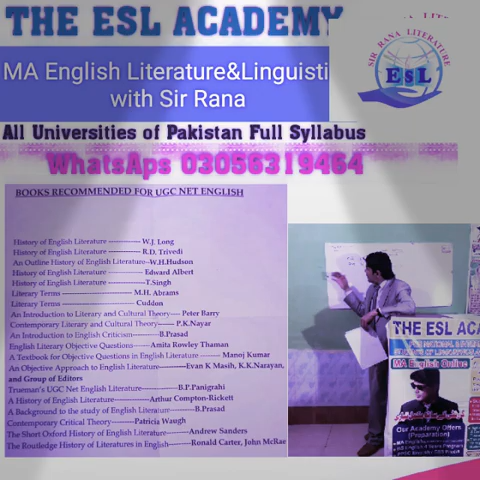 THE ESL ACADEMY
SIR RANA LITERATURE
ESL
MA English Literature&Linguisti
with Sir Rana
All Universities of Pakistan Full Syllabus
WhatsAps 03056319464
BOOKS RECOMMENDED FOR UGC NET ENGLISH
History of English Literature ------------ W.J. Long
History of English Literature ------------ R.D. Trivedi
An Outline History of English Literature--W.H.Hudson
History of English Literature ------------ Edward Albert
History of English Literature ------------T.Singh
Literary Terms -------------------- M.H. Abrams
Literary Terms -------------------- Cuddon
An Introduction to Literary and Cultural Theory---- Peter Barry
Contemporary Literary and Cultural Theory----- P.K.Nayar
An Introduction to English Criticism---------B.Prasad
English Literary Objective Questions------Amita Rowley Thaman
A Textbook for Objective Questions in English Literature ----- Manoj Kumar
An Objective Approach to English Literature--------Evan K Masih, K.K.Narayan,
and Group of Editors
Trueman's UGC Net English Literature---------B.P.Panigrahi
A History of English Literature---------Arthur Compton-Rickett
A Background to the study of English Literature-------B.Prasad
Contemporary Critical Theory-------Patricia Waugh
The Short Oxford History of English Literature-------Andrew Sanders
The Routledge History of Literatures in English-------Ronald Carter, John McRae
THE ESL AC
MA English Online
Our Academy Offers
(Preparation)